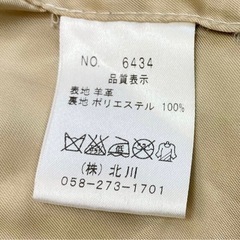 NO. 6434
品質表示
表地 羊革
裏地 ポリエステル 100%
(株) 北川
058-273-1701